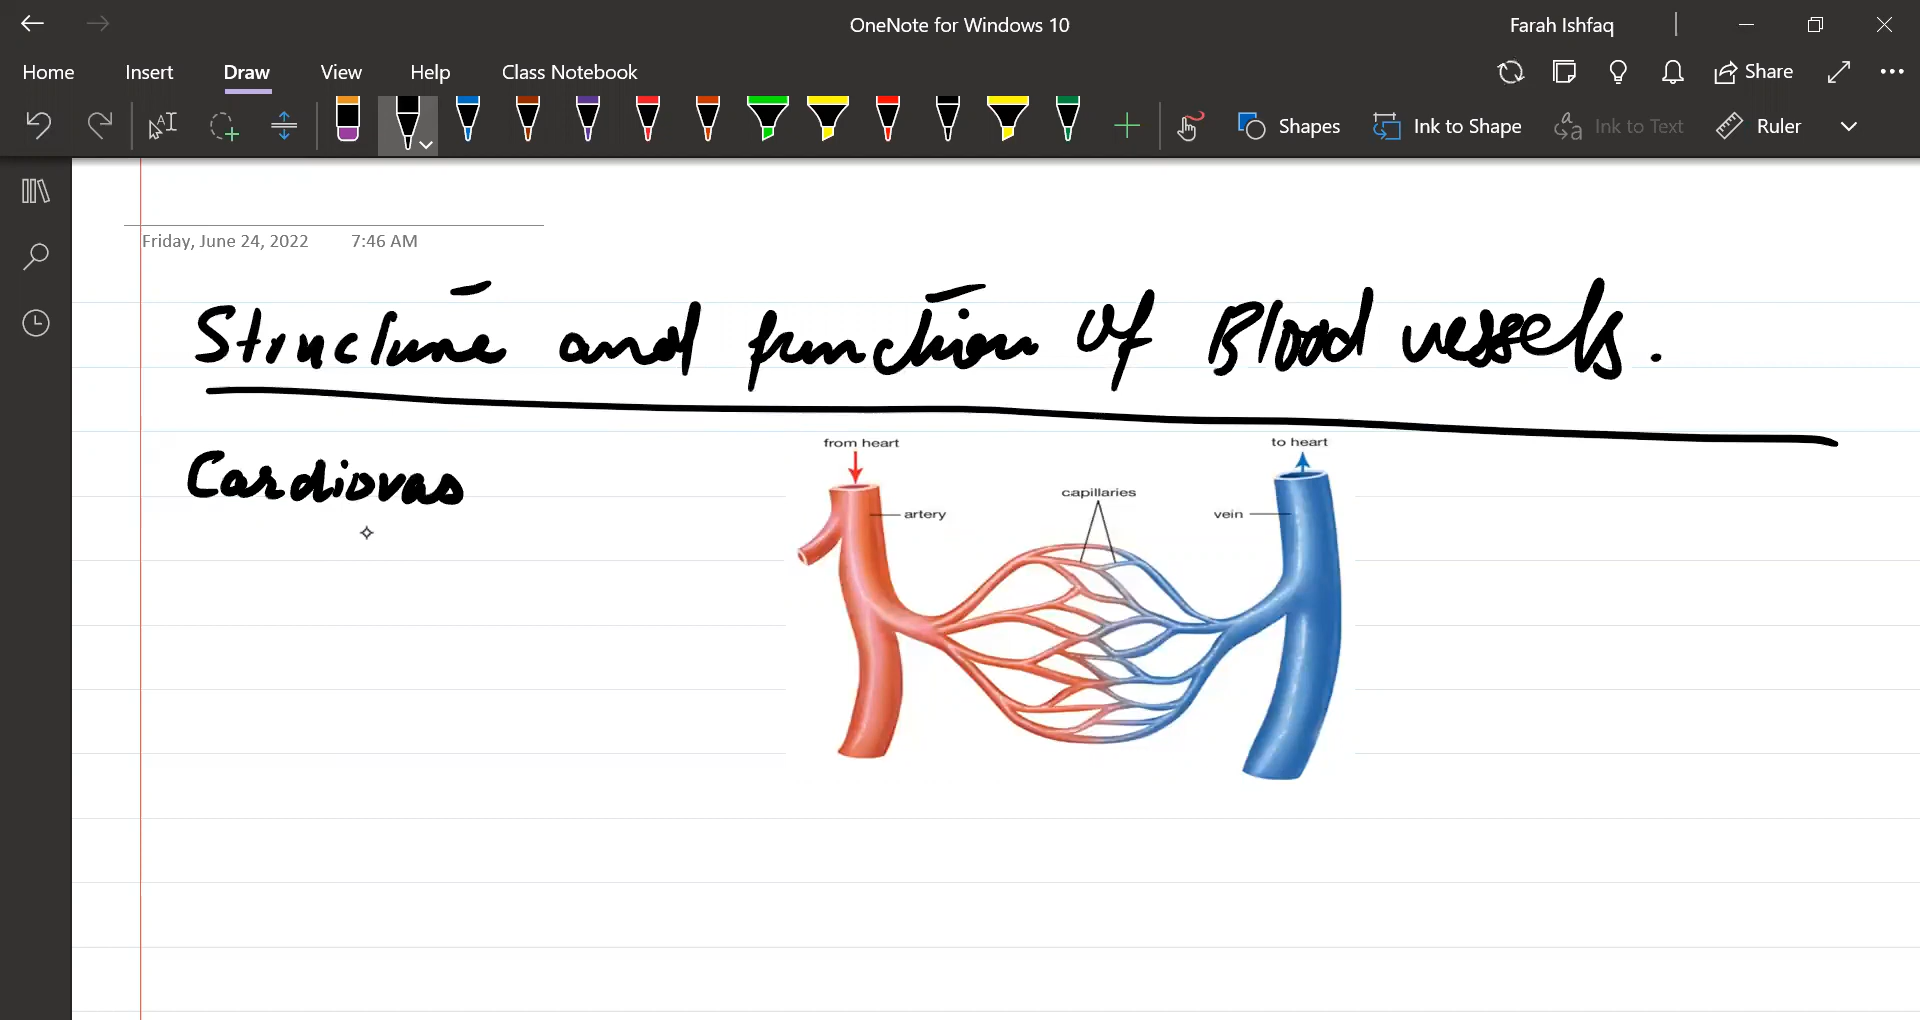 OneNote for Windows 10
Farah Ishfaq
Home Insert Draw View Help Class Notebook
Share
Shapes Ink to Shape Ink to Text Ruler
Friday, June 24, 2022 7:46 AM
Structure and function of Blood vessels.
Cardiovas
from heart
to heart
capillaries
artery
vein